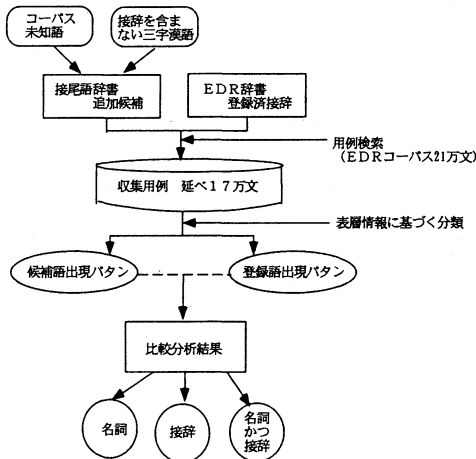 コーパス
未知語
接辞を含ま
ない三字漢語
接尾語辞書
追加候補
ＥＤＲ辞書
登録済接辞
用例検索
（ＥＤＲコーパス21万文）
収集用例　延べ１７万文
表層情報に基づく分類
候補語出現パタン
登録語出現パタン
比較分析結果
名詞
接辞
名詞
かつ
接辞